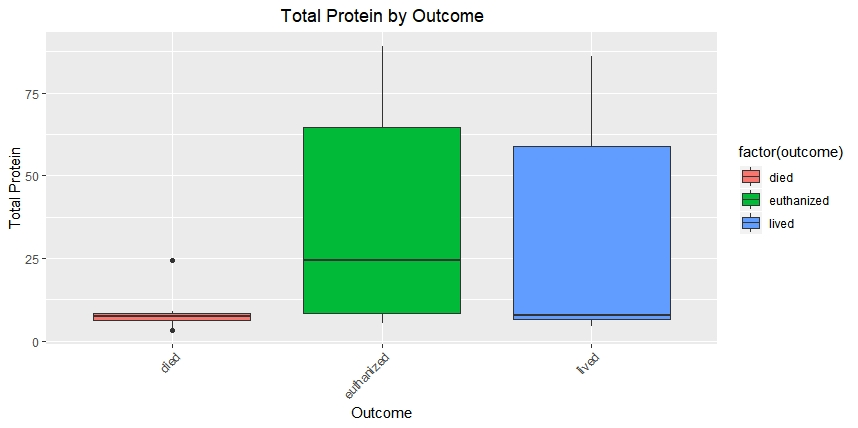 Total Protein by Outcome
75
50
25
0
Total Protein
died
euthanized
lived
Outcome
factor(outcome)
died
euthanized
lived